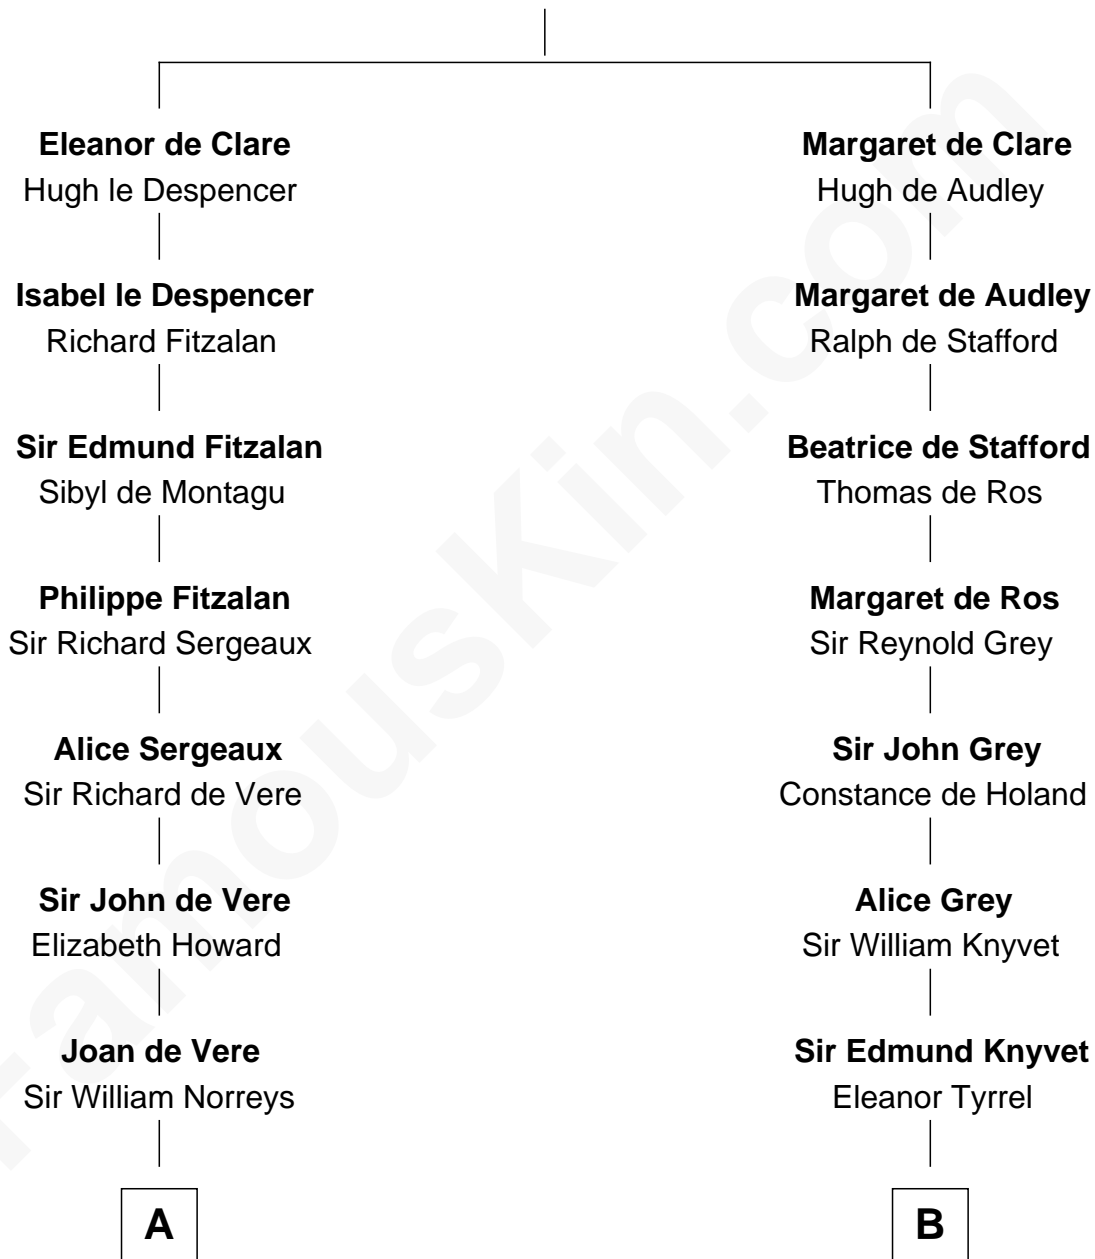 Eleanor de Clare
Hugh le Despencer
Margaret de Clare
Hugh de Audley
Isabel le Despencer
Richard Fitzalan
Margaret de Audley
Ralph de Stafford
Sir Edmund Fitzalan
Sibyl de Montagu
Beatrice de Stafford
Thomas de Ros
Philippe Fitzalan
Sir Richard Sergeaux
Margaret de Ros
Sir Reynold Grey
Alice Sergeaux
Sir Richard de Vere
Sir John Grey
Constance de Holand
Sir John de Vere
Elizabeth Howard
Alice Grey
Sir William Knyvet
Joan de Vere
Sir William Norreys
Sir Edmund Knyvet
Eleanor Tyrrel
A
B
FamousKin.com